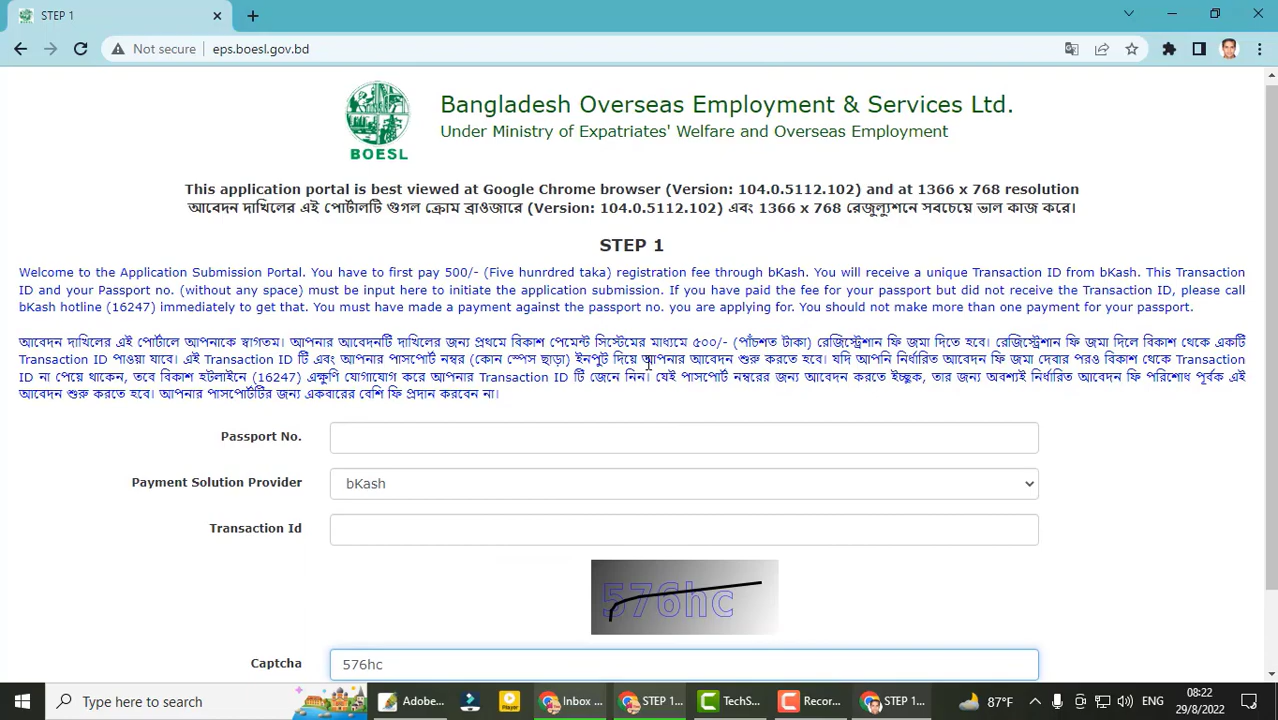 STEP 1
Not secure
eps.boesl.gov.bd
BOESL
Bangladesh Overseas Employment & Services Ltd.
Under Ministry of Expatriates' Welfare and Overseas Employment
This application portal is best viewed at Google Chrome browser (Version: 104.0.5112.102) and at 1366 x 768 resolution
আবেদন দাখিলের এই পোর্টালটি গুগল ক্রোম ব্রাওজারে (Version: 104.0.5112.102) এবং 1366 x 768 রেজুল্যুশনে সবচেয়ে ভাল কাজ করে।
STEP 1
Welcome to the Application Submission Portal. You have to first pay 500/- (Five hunrdred taka) registration fee through bKash. You will receive a unique Transaction ID from bKash. This Transaction
ID and your Passport no. (without any space) must be input here to initiate the application submission. If you have paid the fee for your passport but did not receive the Transaction ID, please call
bKash hotline (16247) immediately to get that. You must have made a payment against the passport no. you are applying for. You should not make more than one payment for your passport.
আবেদন দাখিলের এই পোর্টালে আপনাকে স্বাগতম। আপনার আবেদনটি দাখিলের জন্য প্রথমে বিকাশ পেমেন্ট সিস্টেমের মাধ্যমে ৫০০/- (পাঁচশত টাকা) রেজিস্ট্রেশান ফি জমা দিতে হবে। রেজিস্ট্রেশান ফি জমা দিলে বিকাশ থেকে একটি
Transaction ID পাওয়া যাবে। এই Transaction ID টি এবং আপনার পাসপোর্ট নম্বর (কোন স্পেস ছাড়া) ইনপুট দিয়ে আপনার আবেদন শুরু করতে হবে। যদি আপনি নির্ধারিত আবেদন ফি জমা দেবার পরও বিকাশ থেকে Transaction
ID না পেয়ে থাকেন, তবে বিকাশ হটলাইনে (16247) এক্ষুণি যোগাযোগ করে আপনার Transaction ID টি জেনে নিন। যেই পাসপোর্ট নম্বরের জন্য আবেদন করতে ইচ্ছুক, তার জন্য অবশ্যই নির্ধারিত আবেদন ফি পরিশোধ পূর্বক এই
আবেদন শুরু করতে হবে। আপনার পাসপোর্টটির জন্য একবারের বেশি ফি প্রদান করবেন না।
Passport No.
Payment Solution Provider
bKash
Transaction Id
576hc
Captcha
576hc
Type here to search
Adobe...
Player
Inbox ...
STEP 1...
TechS...
Recor...
STEP 1...
87°F
ENG
08:22
29/8/2022